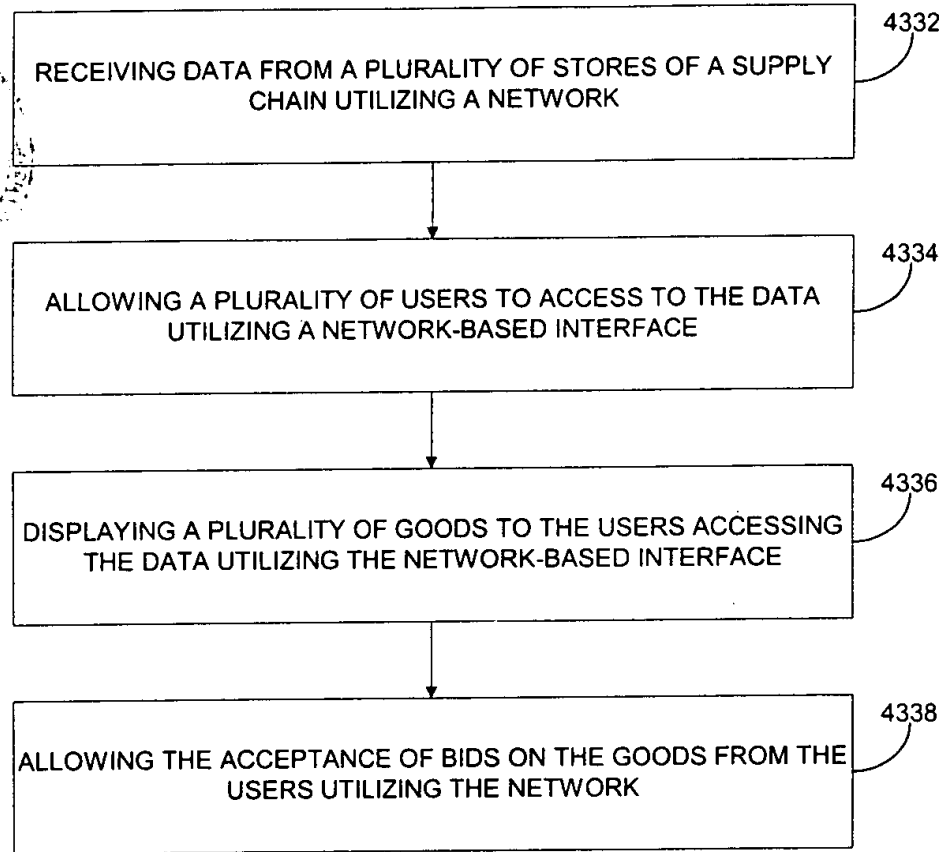 4332
RECEIVING DATA FROM A PLURALITY OF STORES OF A SUPPLY
CHAIN UTILIZING A NETWORK
4334
ALLOWING A PLURALITY OF USERS TO ACCESS TO THE DATA
UTILIZING A NETWORK-BASED INTERFACE
4336
DISPLAYING A PLURALITY OF GOODS TO THE USERS ACCESSING
THE DATA UTILIZING THE NETWORK-BASED INTERFACE
4338
ALLOWING THE ACCEPTANCE OF BIDS ON THE GOODS FROM THE
USERS UTILIZING THE NETWORK